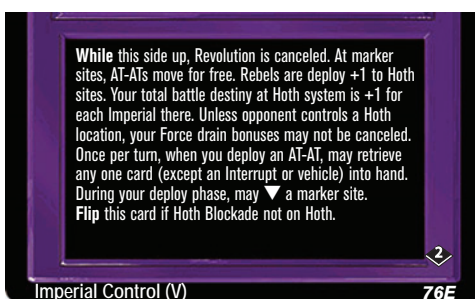 While this side up, Revolution is canceled. At marker
sites, AT-ATs move for free. Rebels are deploy +1 to Hoth
sites. Your total battle destiny at Hoth system is +1 for
each Imperial there. Unless opponent controls a Hoth
location, your Force drain bonuses may not be canceled.
Once per turn, when you deploy an AT-AT, may retrieve
any one card (except an Interrupt or vehicle) into hand.
During your deploy phase, may ▼ a marker site.
Flip this card if Hoth Blockade not on Hoth.
2
Imperial Control (V) 76E